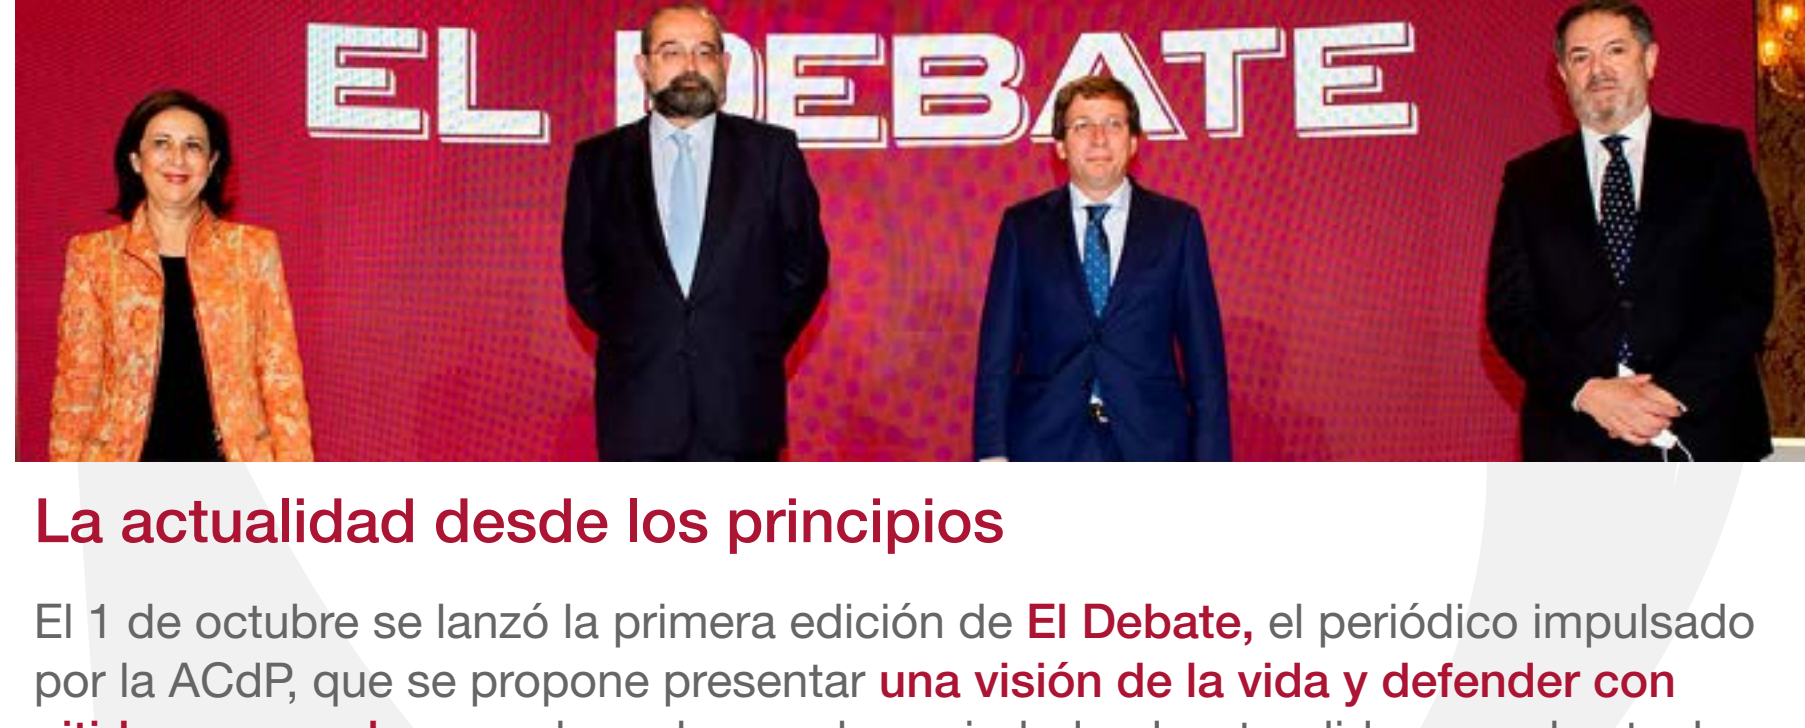 EL DEBATE
La actualidad desde los principios
El 1 de octubre se lanzó la primera edición de El Debate, el periódico impulsado
por la ACdP, que se propone presentar una visión de la vida y defender con